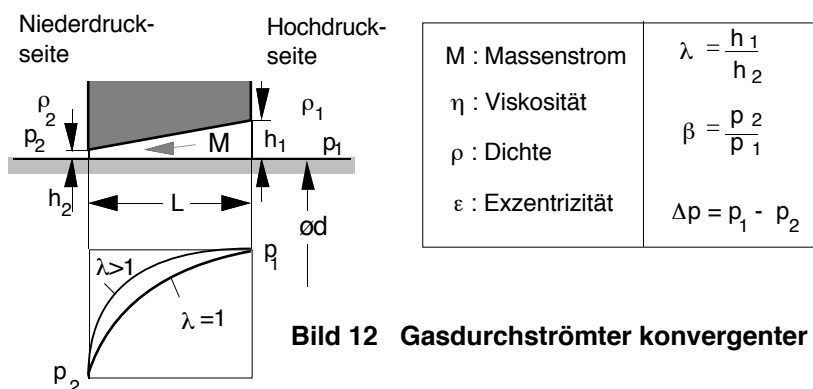 Niederdruck-
seite
Hochdruck-
seite
ρ2
ρ1
p2
M
h1
p1
h2
L
ød
p1
λ>1
λ =1
p2
M : Massenstrom
η : Viskosität
ρ : Dichte
ε : Exzentrizität
λ = h1 / h2
β = p2 / p1
Δp = p1 - p2
Bild 12 Gasdurchströmter konvergenter